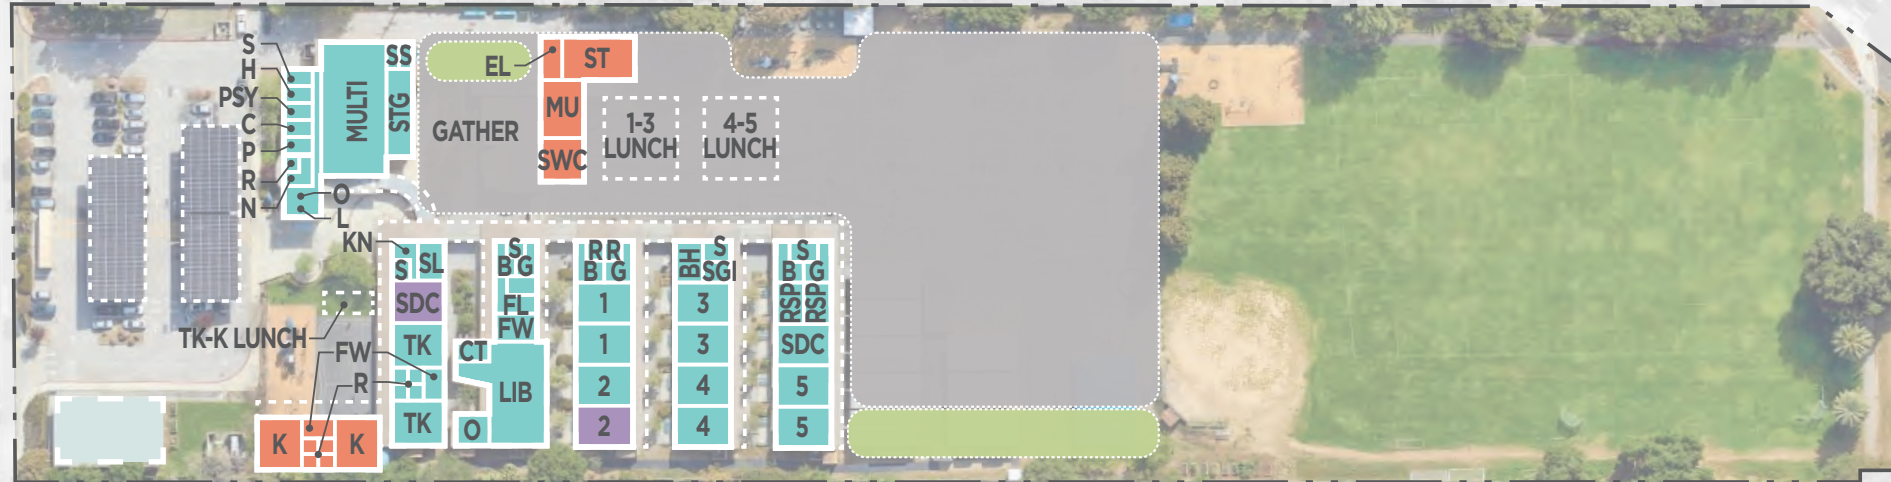 S
H
PSY
C
P
R
N
O
L
MULTI
SS
STG
GATHER
EL
ST
MU
SWC
1-3
LUNCH
4-5
LUNCH
KN
S
SL
SDC
TK
TK
TK-K LUNCH
FW
R
K
K
S
B G
FL
FW
CT
LIB
O
R R
B G
1
1
2
2
BH
S
SGI
3
3
4
4
S
B G
RSP
RSP
SDC
5
5